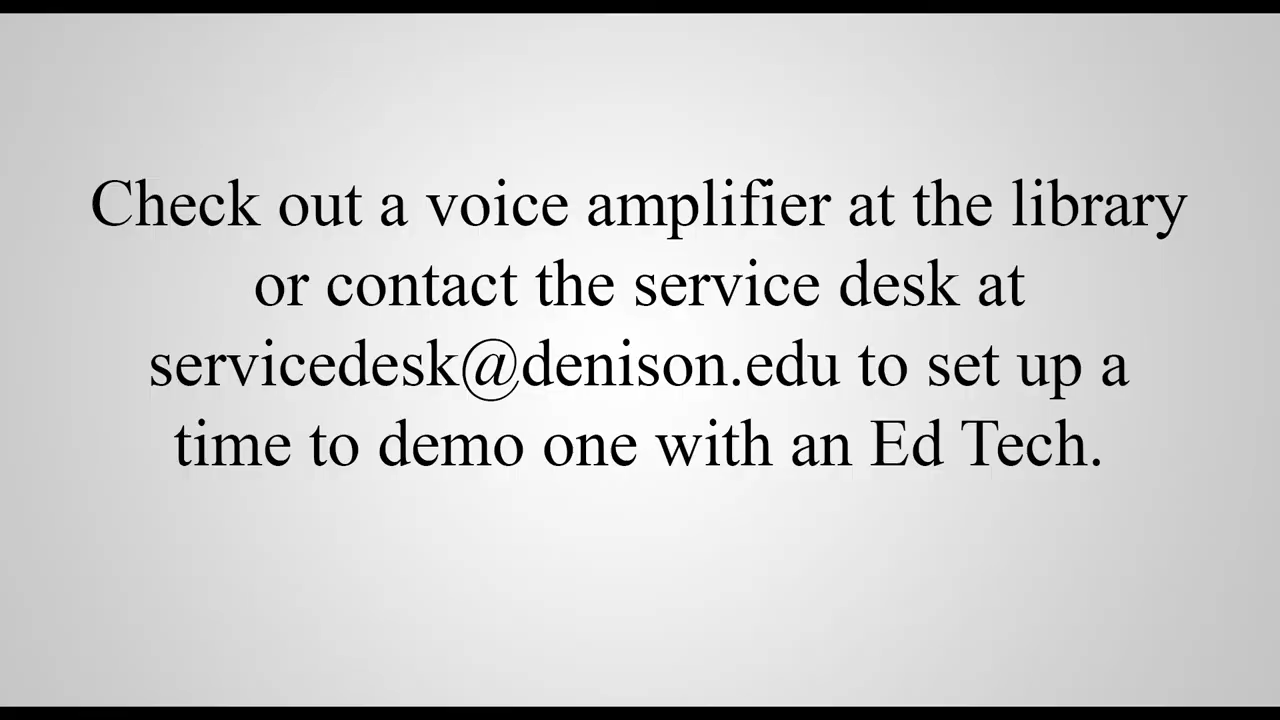 Check out a voice amplifier at the library
or contact the service desk at
servicedesk@denison.edu to set up a
time to demo one with an Ed Tech.